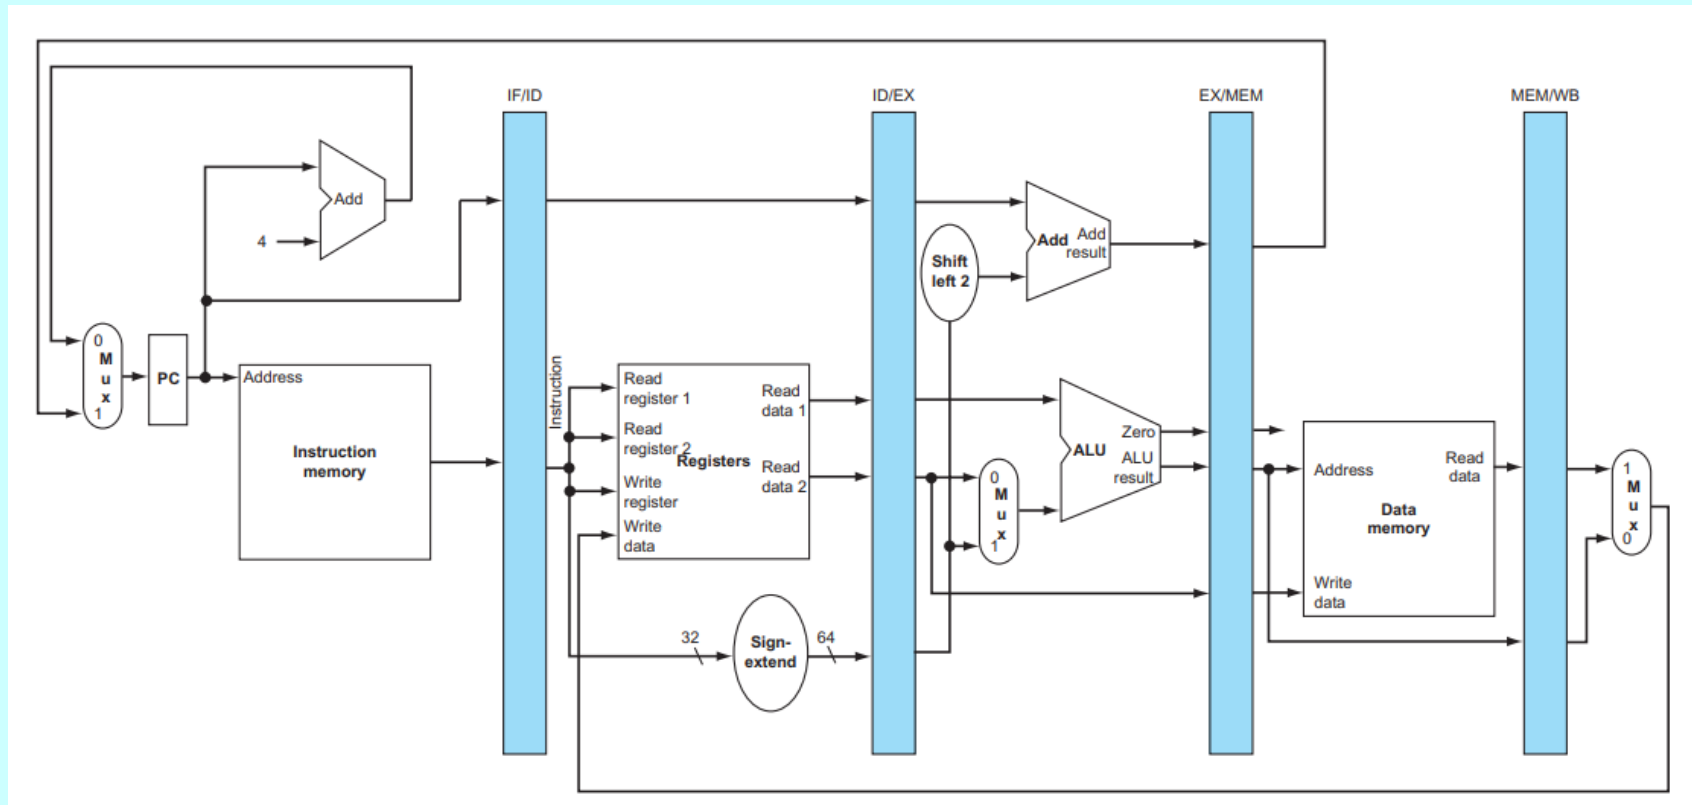 IF/ID
ID/EX
EX/MEM
MEM/WB
Add
4
Add
Add
result
Shift
left 2
0
M
u
x
1
PC
Address
Instruction
memory
Instruction
Read
register 1
Read
register 2
Write
register
Write
data
Registers
Read
data 1
Read
data 2
32
Sign-
extend
64
0
M
u
x
1
ALU
Zero
ALU
result
Address
Read
data
Data
memory
Write
data
1
M
u
x
0